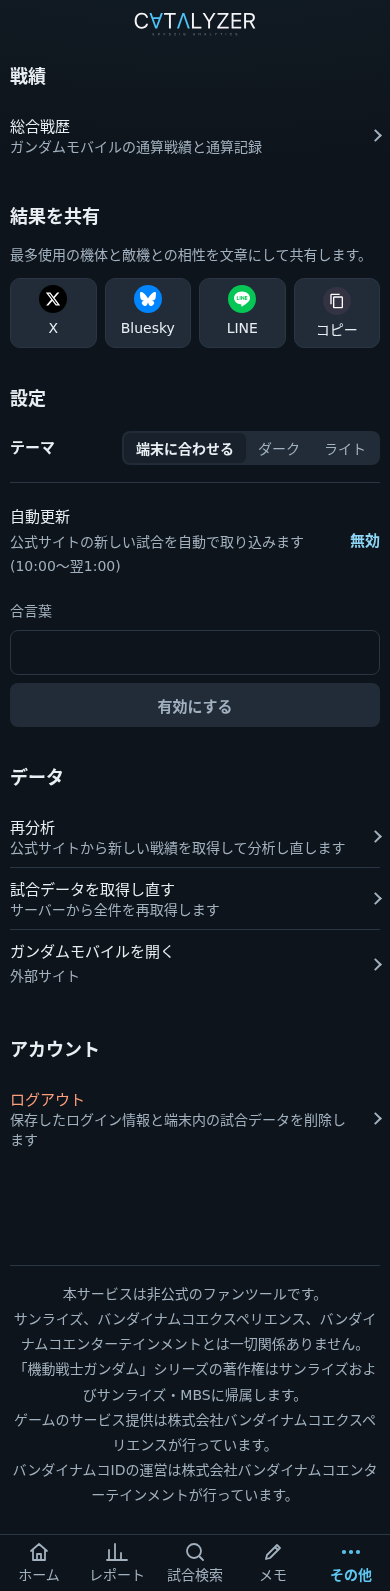 CATALYZER
戦績
総合戦歴
ガンダムモバイルの通算戦績と通算記録
結果を共有
最多使用の機体と敵機との相性を文章にして共有します。
X
Bluesky
LINE
コピー
設定
テーマ
端末に合わせる
ダーク
ライト
自動更新
公式サイトの新しい試合を自動で取り込みます
(10:00〜翌1:00)
無効
合言葉
有効にする
データ
再分析
公式サイトから新しい戦績を取得して分析し直します
試合データを取得し直す
サーバーから全件を再取得します
ガンダムモバイルを開く
外部サイト
アカウント
ログアウト
保存したログイン情報と端末内の試合データを削除し
ます
本サービスは非公式のファンツールです。
サンライズ、バンダイナムコエクスペリエンス、バンダイ
ナムコエンターテインメントとは一切関係ありません。
「機動戦士ガンダム」シリーズの著作権はサンライズおよ
びサンライズ・MBSに帰属します。
ゲームのサービス提供は株式会社バンダイナムコエクスペ
リエンスが行っています。
バンダイナムコIDの運営は株式会社バンダイナムコエンタ
ーテインメントが行っています。
ホーム
レポート
試合検索
メモ
その他